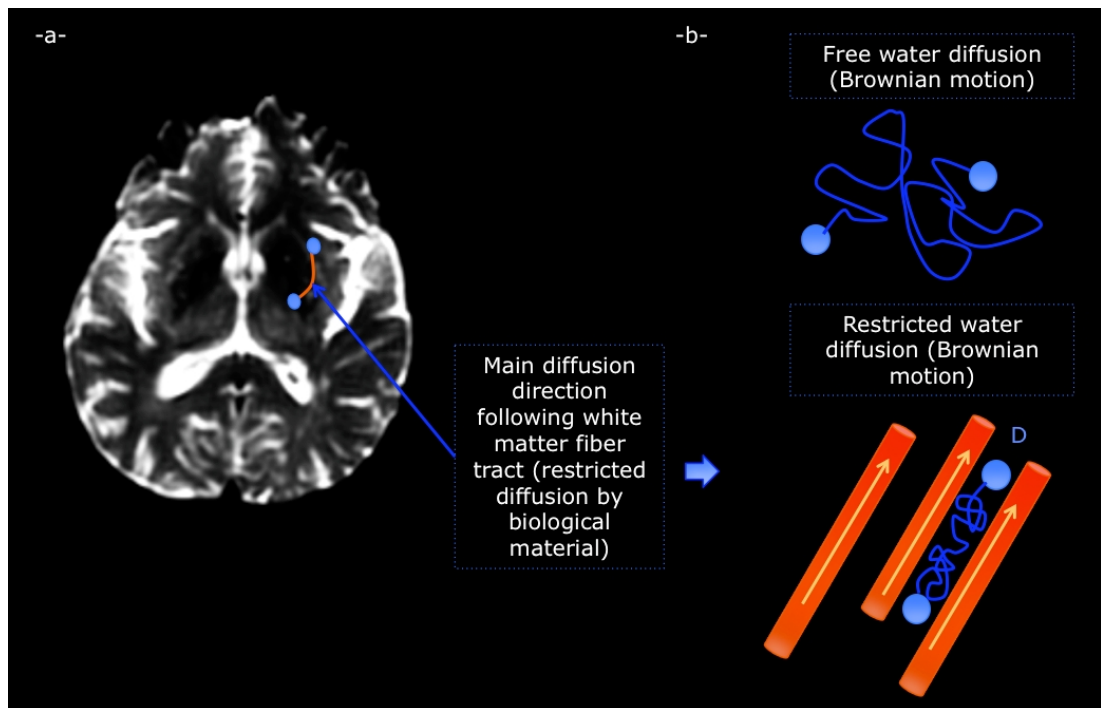 -a-
-b-
Free water diffusion
(Brownian motion)
Restricted water
diffusion (Brownian
motion)
Main diffusion
direction
following white
matter fiber
tract (restricted
diffusion by
biological
material)
D